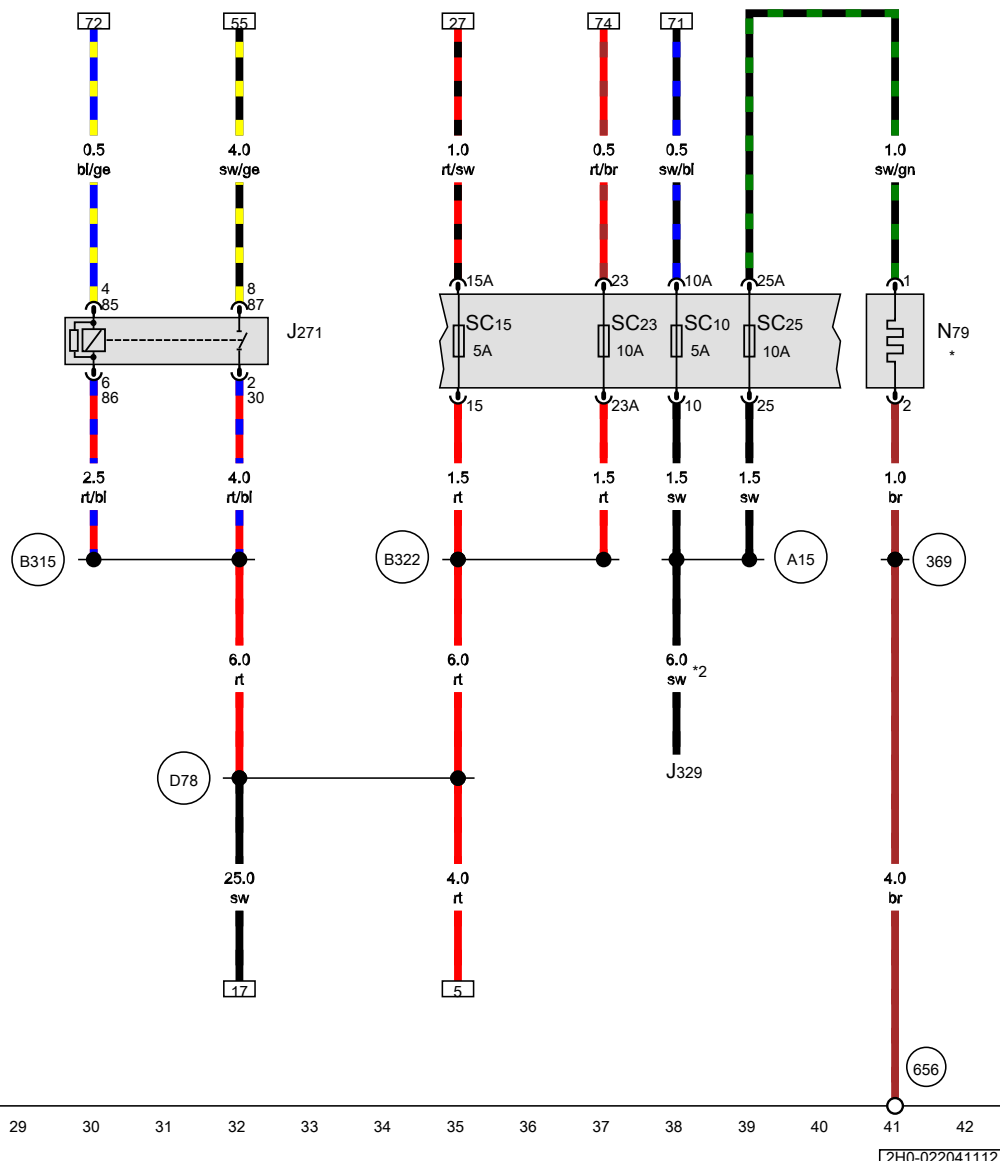 72 55 27 74 71
0.5 4.0 1.0 0.5 0.5 1.0
bl/ge sw/ge rt/sw rt/br sw/bl sw/gn
4 8 15A 23 10A 25A 1
85 87
J271 SC15 SC23 SC10 SC25 N79
5A 10A 5A 10A *
6 2 15 23A 10 25 2
86 30
2.5 4.0 1.5 1.5 1.5 1.5 1.0
rt/bl rt/bl rt rt sw sw br
B315 B322 A15 369
6.0 6.0 6.0
rt rt sw *2
D78 J329
25.0 4.0 4.0
sw rt br
17 5
656
29 30 31 32 33 34 35 36 37 38 39 40 41 42
2H0-022041112